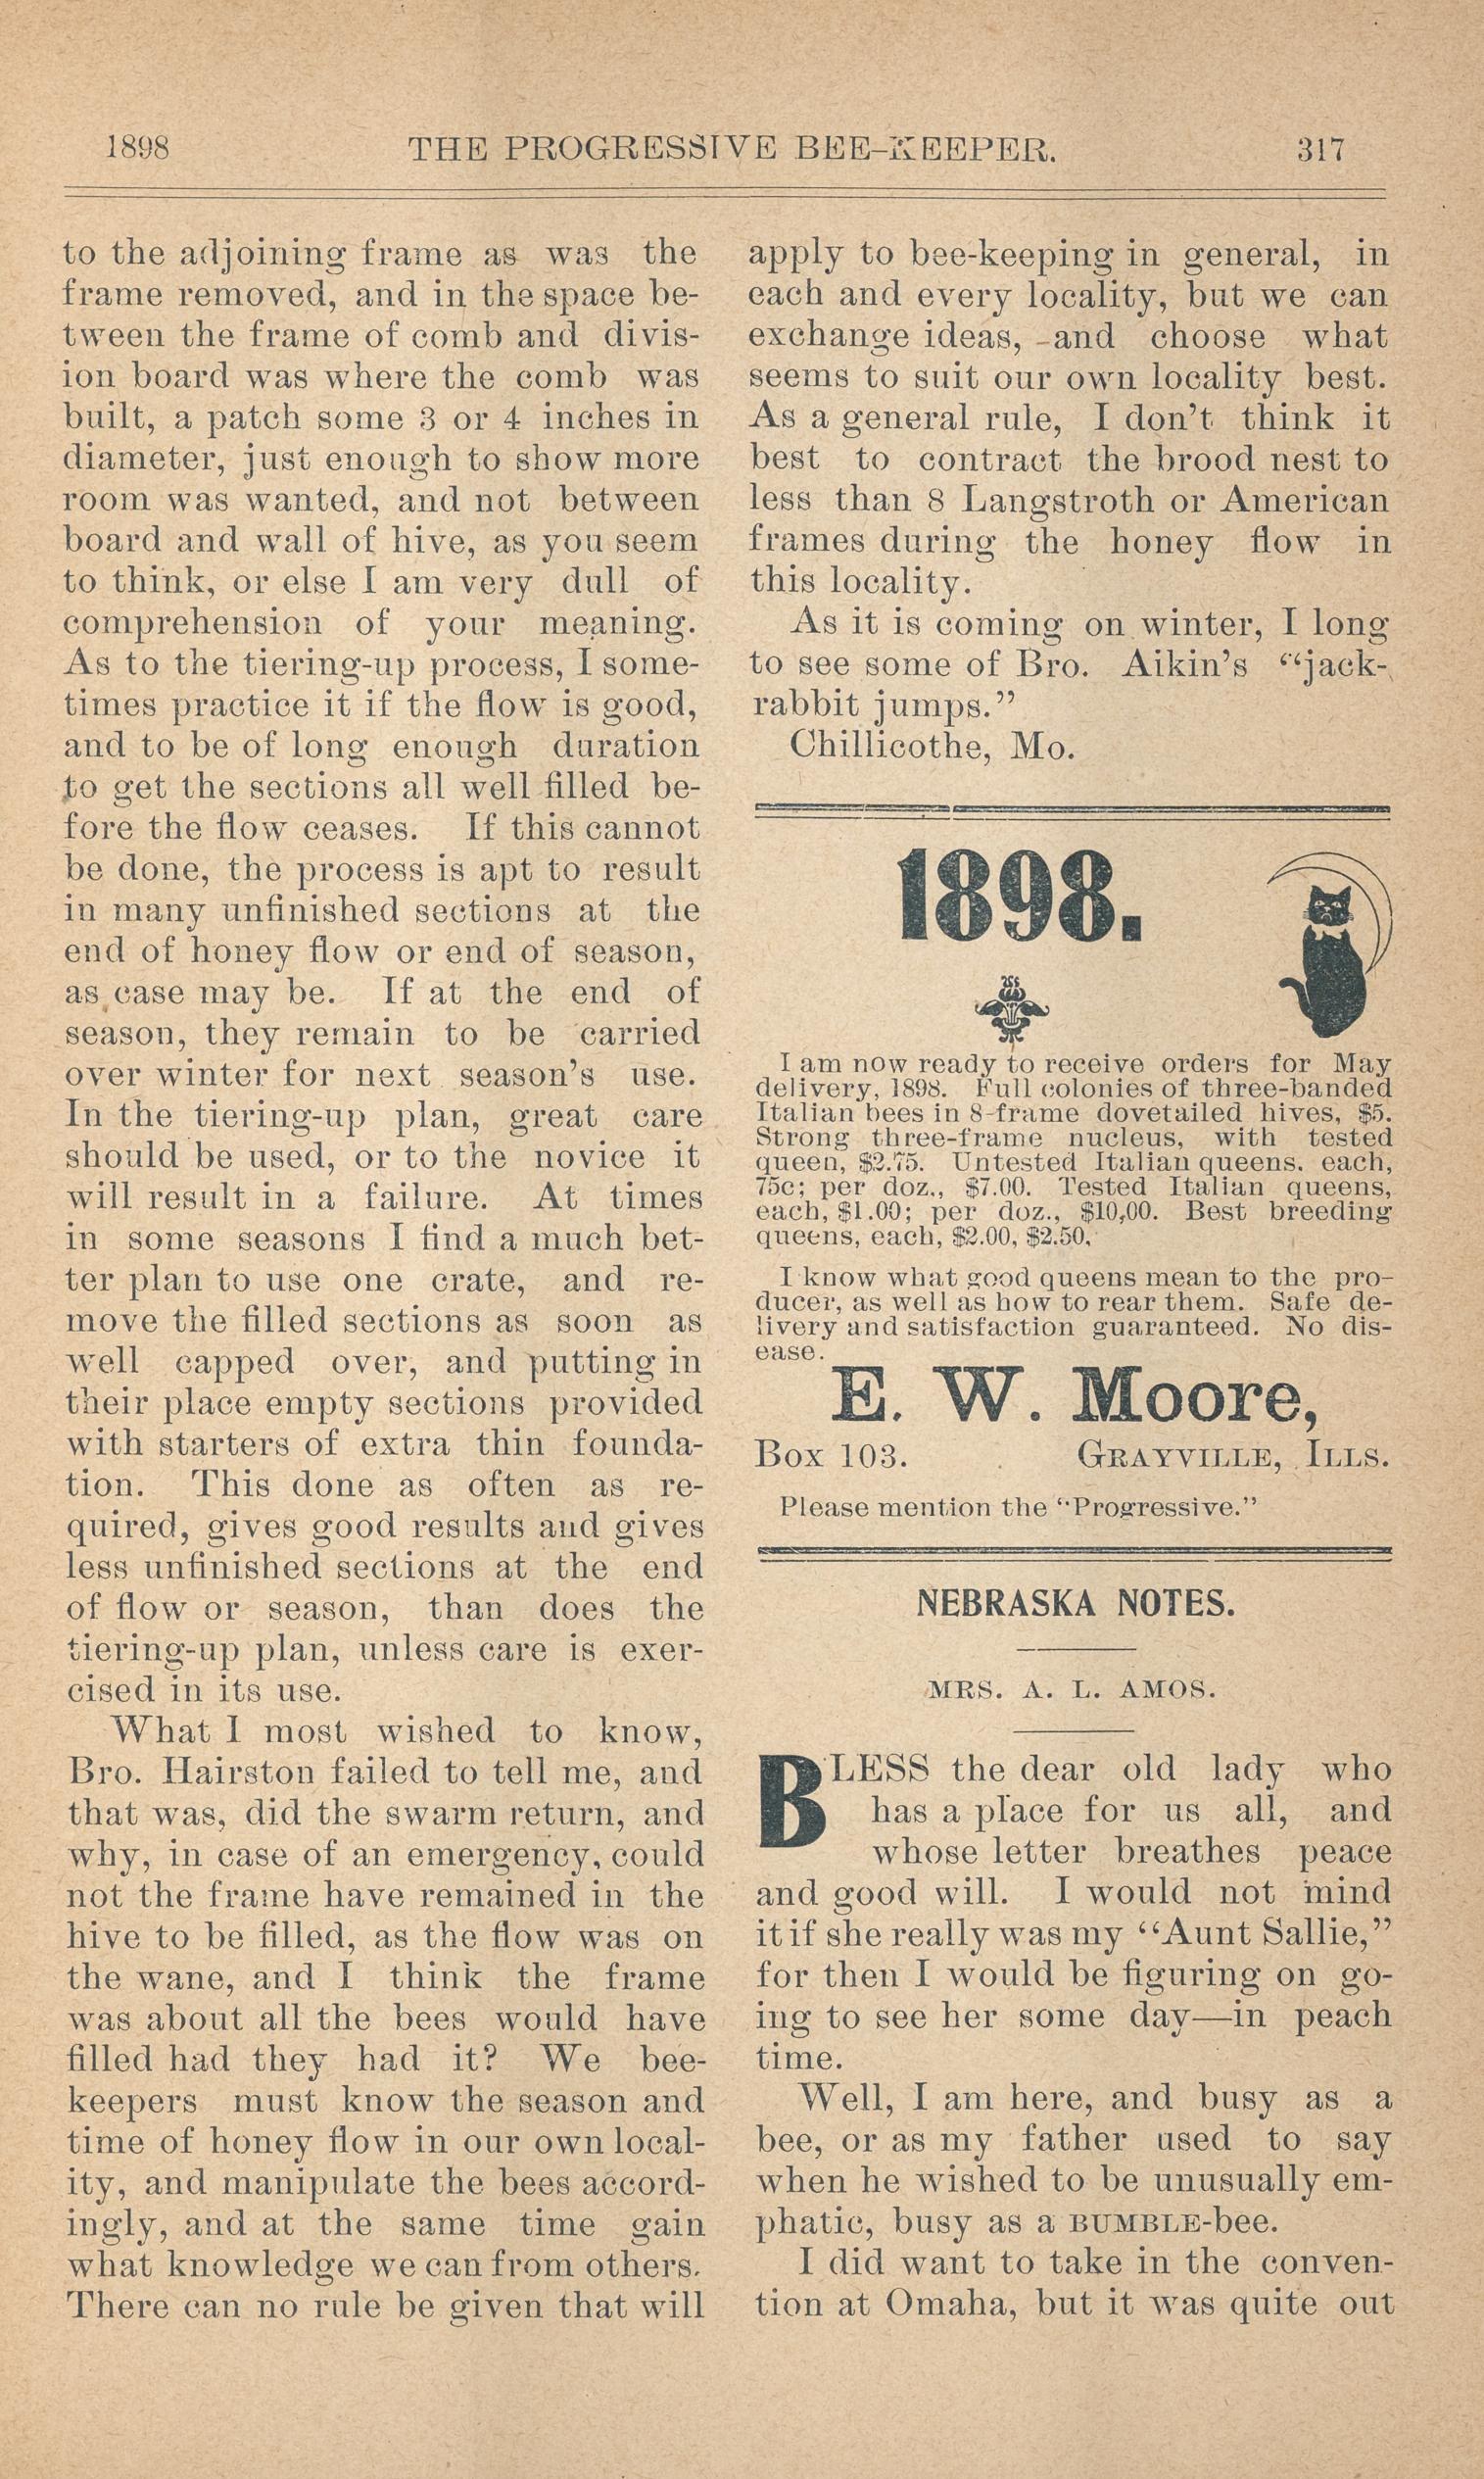 1898
THE PROGRESSIVE BEE-KEEPER.
317
to the adjoining frame as was the
frame removed, and in the space be-
tween the frame of comb and divis-
ion board was where the comb was
built, a patch some 3 or 4 inches in
diameter, just enough to show more
room was wanted, and not between
board and wall of hive, as you seem
to think, or else I am very dull of
comprehension of your meaning.
As to the tiering-up process, I some-
times practice it if the flow is good,
and to be of long enough duration
to get the sections all well filled be-
fore the flow ceases. If this cannot
be done, the process is apt to result
in many unfinished sections at the
end of honey flow or end of season,
as case may be. If at the end of
season, they remain to be carried
over winter for next season's use.
In the tiering-up plan, great care
should be used, or to the novice it
will result in a failure. At times
in some seasons I find a much bet-
ter plan to use one crate, and re-
move the filled sections as soon as
well capped over, and putting in
their place empty sections provided
with starters of extra thin founda-
tion. This done as often as re-
quired, gives good results and gives
less unfinished sections at the end
of flow or season, than does the
tiering-up plan, unless care is exer-
cised in its use.
What I most wished to know,
Bro. Hairston failed to tell me, and
that was, did the swarm return, and
why, in case of an emergency, could
not the frame have remained in the
hive to be filled, as the flow was on
the wane, and I think the frame
was about all the bees would have
filled had they had it? We bee-
keepers must know the season and
time of honey flow in our own local-
ity, and manipulate the bees accord-
ingly, and at the same time gain
what knowledge we can from others.
There can no rule be given that will
apply to bee-keeping in general, in
each and every locality, but we can
exchange ideas, -and choose what
seems to suit our own locality best.
As a general rule, I don't think it
best to contract the brood nest to
less than 8 Langstroth or American
frames during the honey flow in
this locality.
As it is coming on winter, I long
to see some of Bro. Aikin's "jack-
rabbit jumps."
Chillicothe, Mo.
1898.
I am now ready to receive orders for May
delivery, 1898. Full colonies of three-banded
Italian bees in 8-frame dovetailed hives, $5.
Strong three-frame nucleus, with tested
queen, $2.75. Untested Italian queens. each,
75c; per doz., $7.00. Tested Italian queens,
each, $1.00; per doz., $10,00. Best breeding
queens, each, $2.00, $2.50.
I know what good queens mean to the pro-
ducer, as well as how to rear them. Safe de-
livery and satisfaction guaranteed. No dis-
ease.
E. W. Moore,
Box 103. GRAYVILLE, ILLS.
Please mention the "Progressive."
NEBRASKA NOTES.
MRS. A. L. AMOS.
BLESS the dear old lady who
has a place for us all, and
whose letter breathes peace
and good will. I would not mind
it if she really was my "Aunt Sallie,"
for then I would be figuring on go-
ing to see her some day—in peach
time.
Well, I am here, and busy as a
bee, or as my father used to say
when he wished to be unusually em-
phatic, busy as a BUMBLE-bee.
I did want to take in the conven-
tion at Omaha, but it was quite out